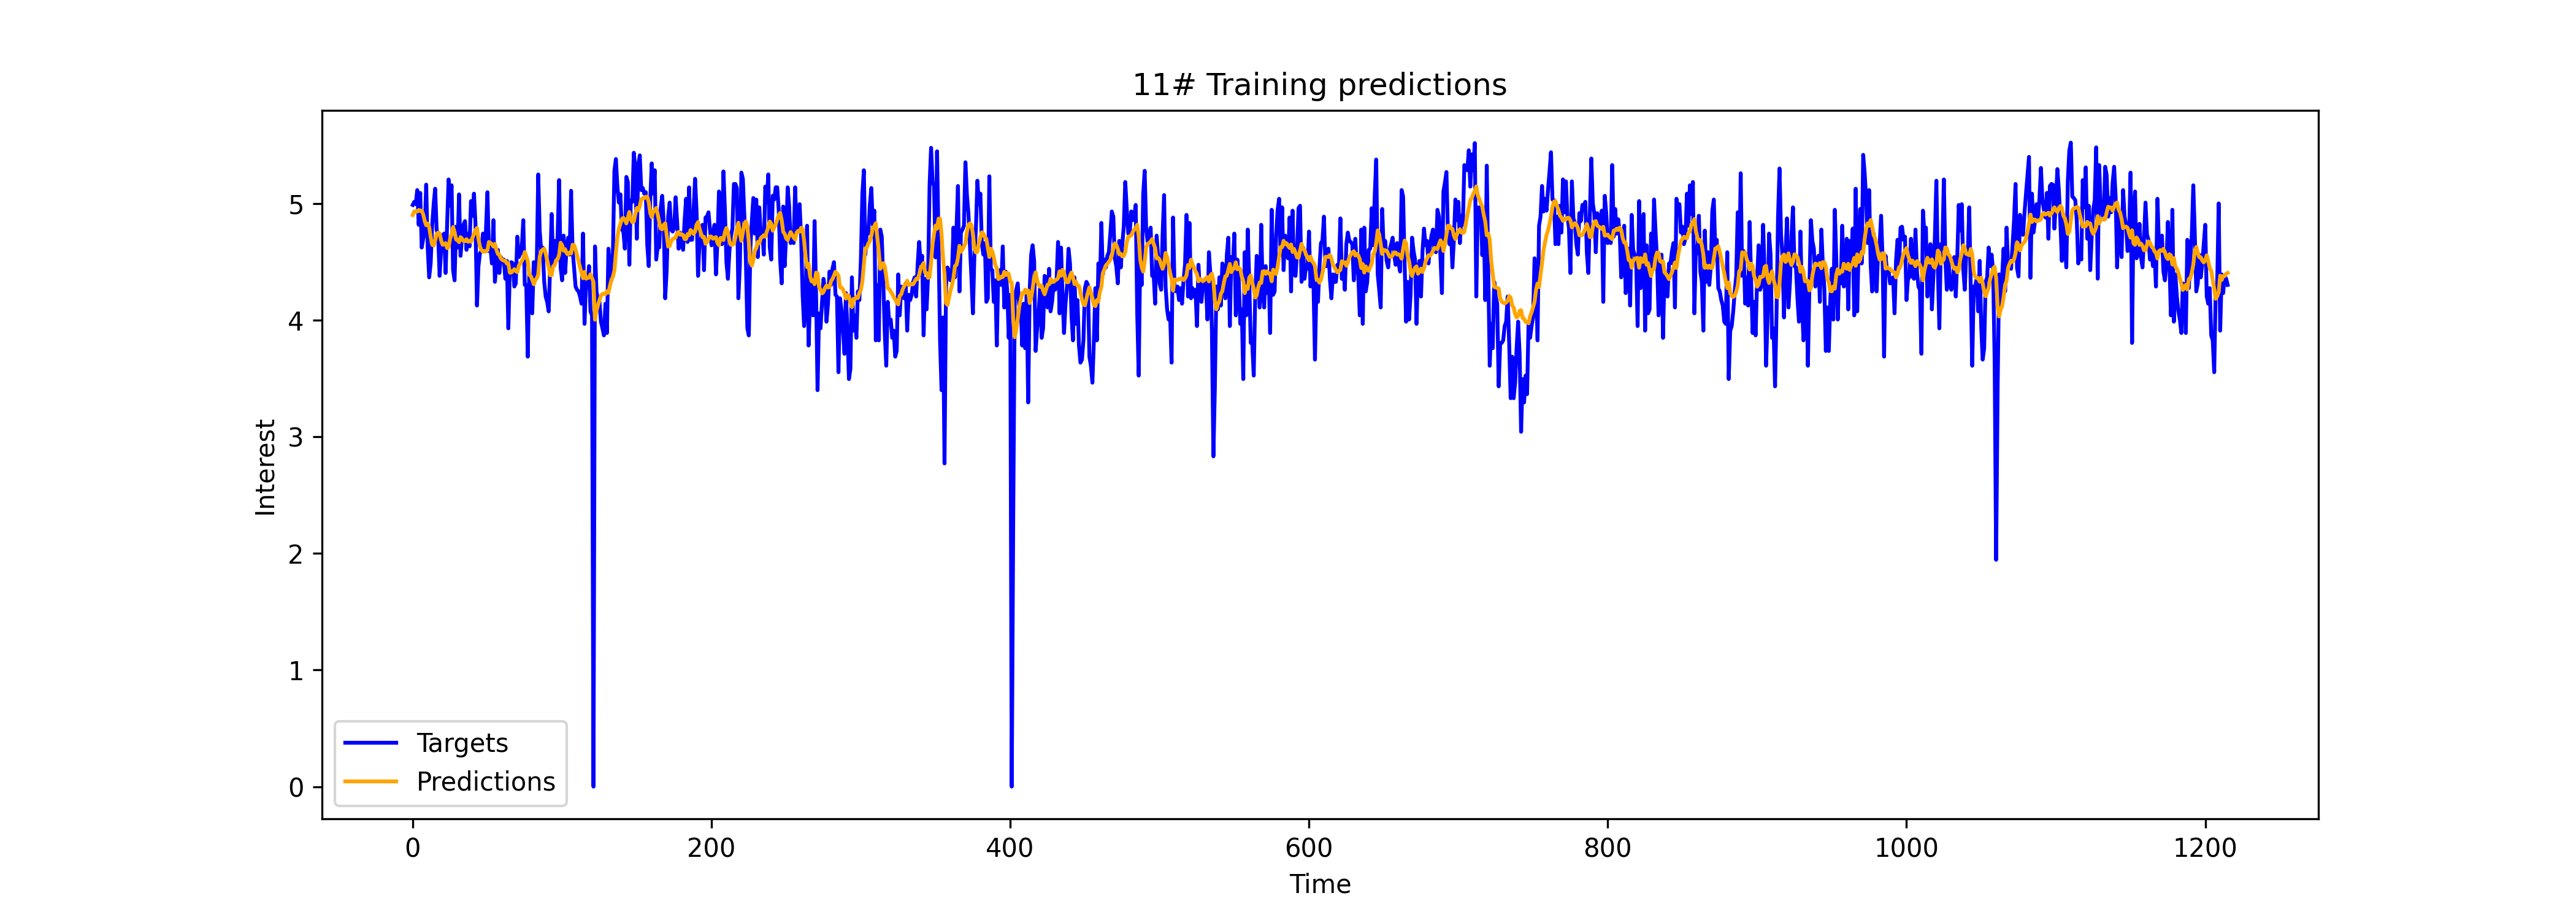 11# Training predictions
Interest
5
4
3
2
1
0
Targets
Predictions
0 200 400 600 800 1000 1200
Time